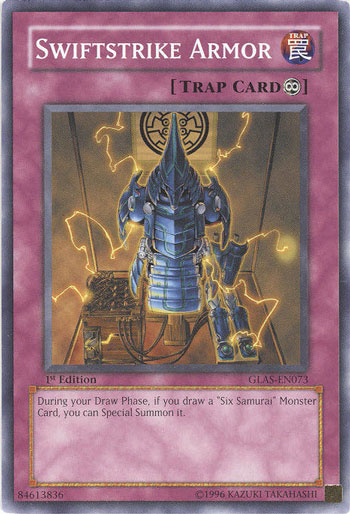 SWIFTSTRIKE ARMOR
TRAP
罠
[TRAP CARD∞]
1st Edition
GLAS-EN073
During your Draw Phase, if you draw a "Six Samurai" Monster
Card, you can Special Summon it.
84613836
©1996 KAZUKI TAKAHASHI